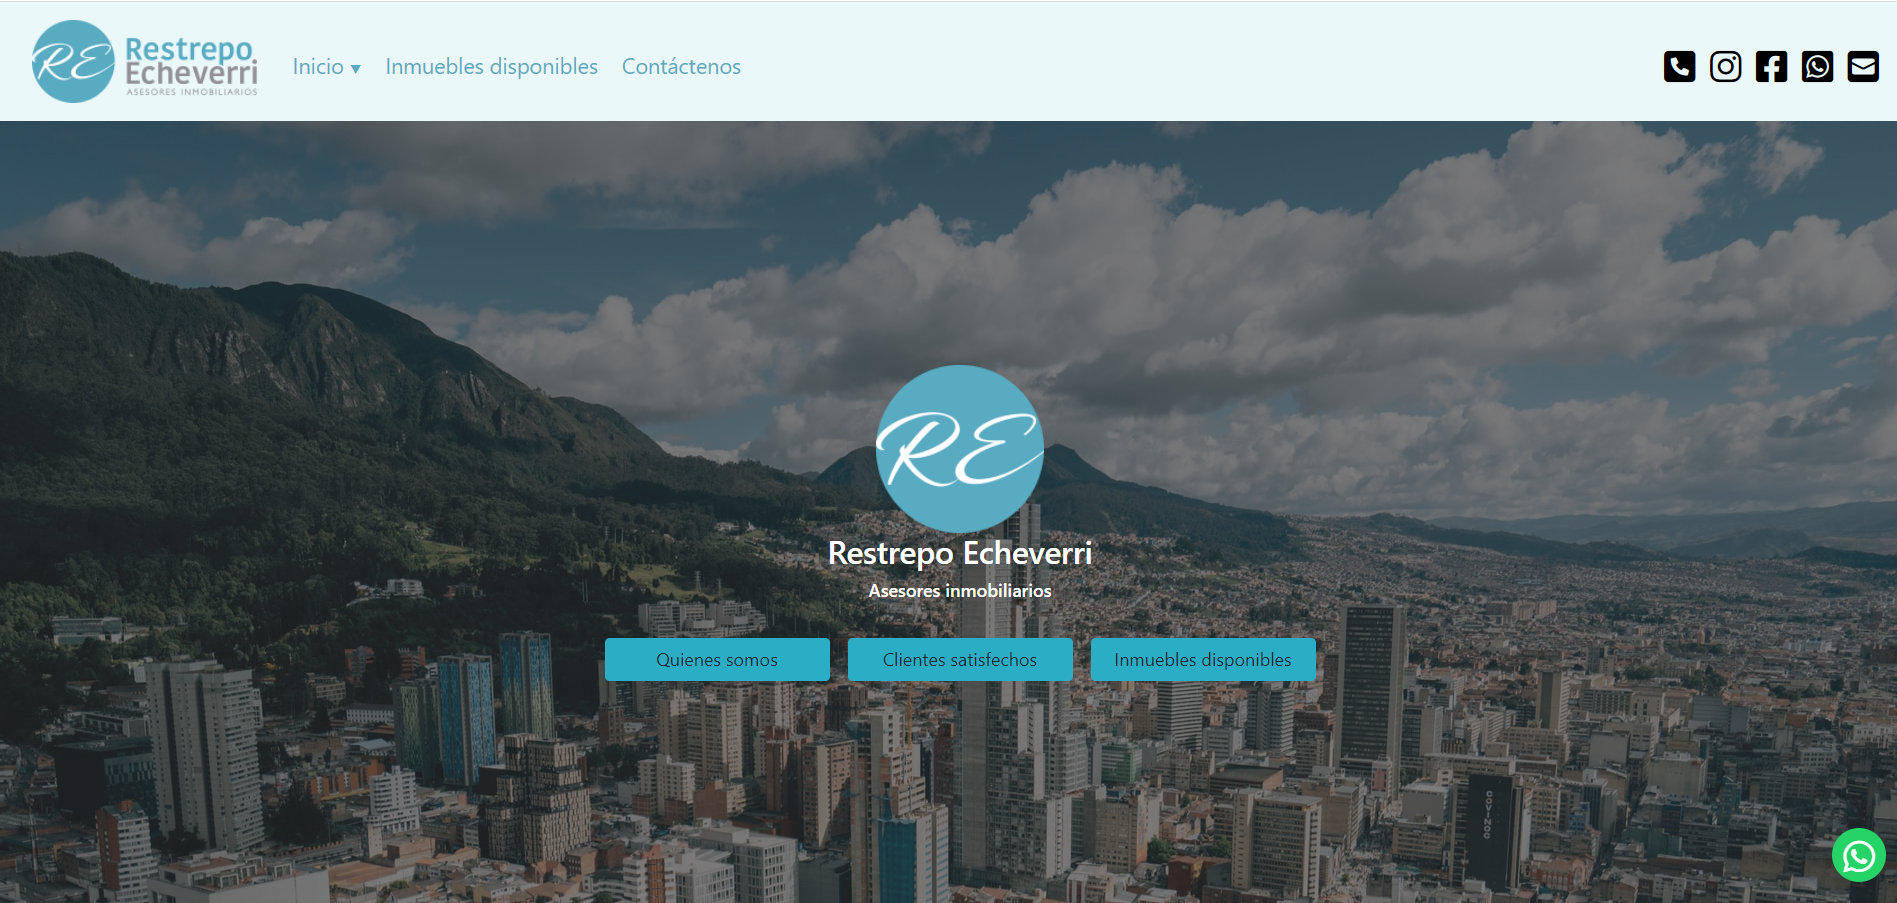 RE
Restrepo
Echeverri
ASESORES INMOBILIARIOS
Inicio ▾
Inmuebles disponibles
Contáctenos
RE
Restrepo Echeverri
Asesores inmobiliarios
Quienes somos
Clientes satisfechos
Inmuebles disponibles
COVINOC